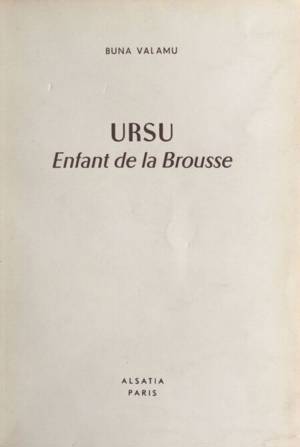 BUNA VALAMU
URSU
Enfant de la Brousse
ALSATIA
PARIS